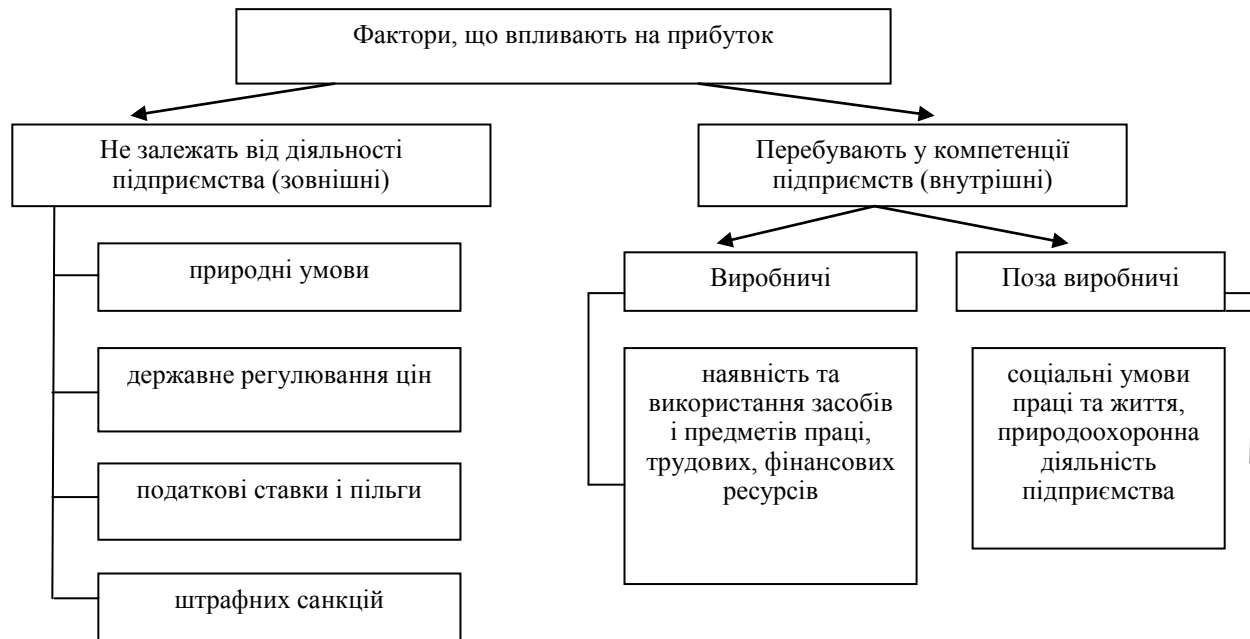 Фактори, що впливають на прибуток
Не залежать від діяльності
підприємства (зовнішні)
Перебувають у компетенції
підприємств (внутрішні)
природні умови
державне регулювання цін
податкові ставки і пільги
штрафних санкцій
Виробничі
Поза виробничі
наявність та
використання засобів
і предметів праці,
трудових, фінансових
ресурсів
соціальні умови
праці та життя,
природоохоронна
діяльність
підприємства